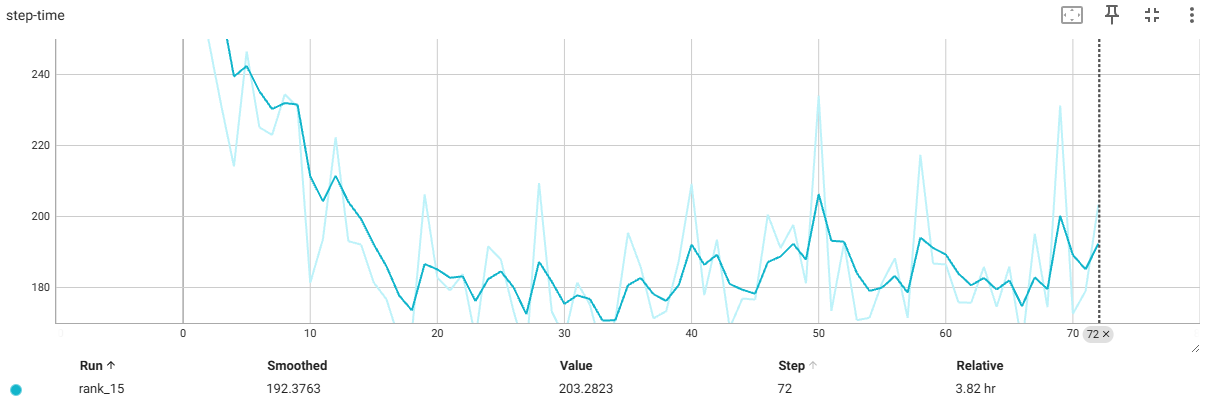 step-time
240
220
200
180
0 10 20 30 40 50 60 70 72 ×
Run ↑ Smoothed Value Step ↑ Relative
rank_15 192.3763 203.2823 72 3.82 hr